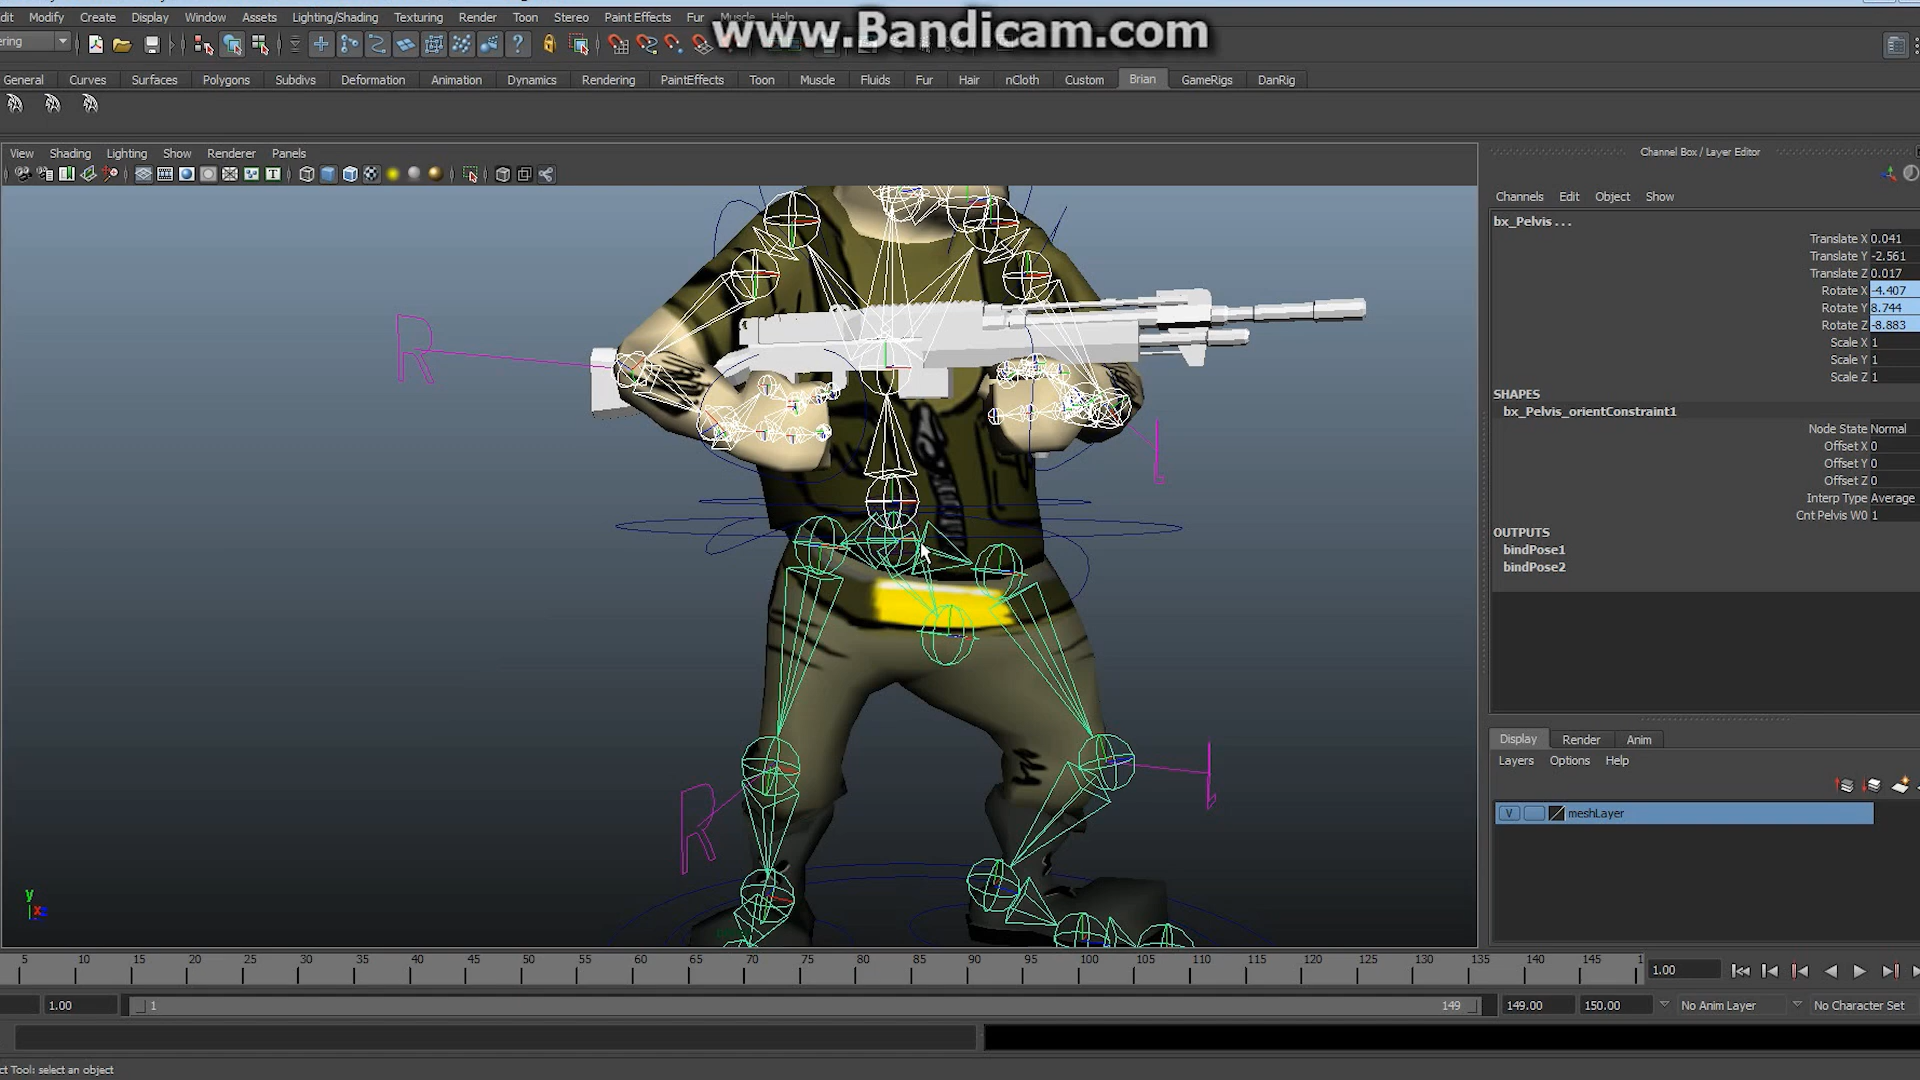 dit Modify Create Display Window Assets Lighting/Shading Texturing Render Toon Stereo Paint Effects Fur Muscle Help
www.Bandicam.com
ering
General Curves Surfaces Polygons Subdivs Deformation Animation Dynamics Rendering PaintEffects Toon Muscle Fluids Fur Hair nCloth Custom Brian GameRigs DanRig
View Shading Lighting Show Renderer Panels
Channel Box / Layer Editor
Channels Edit Object Show
bx_Pelvis . . .
Translate X 0.041
Translate Y -2.561
Translate Z 0.017
Rotate X -4.407
Rotate Y 8.744
Rotate Z -8.883
Scale X 1
Scale Y 1
Scale Z 1
SHAPES
bx_Pelvis_orientConstraint1
Node State Normal
Offset X 0
Offset Y 0
Offset Z 0
Interp Type Average
Cnt Pelvis W0 1
OUTPUTS
bindPose1
bindPose2
R
L
R
L
y
x
Display Render Anim
Layers Options Help
V meshLayer
5 10 15 20 25 30 35 40 45 50 55 60 65 70 75 80 85 90 95 100 105 110 115 120 125 130 135 140 145 1
1.00
1.00 1 149 149.00 150.00 No Anim Layer No Character Set
ct Tool: select an object